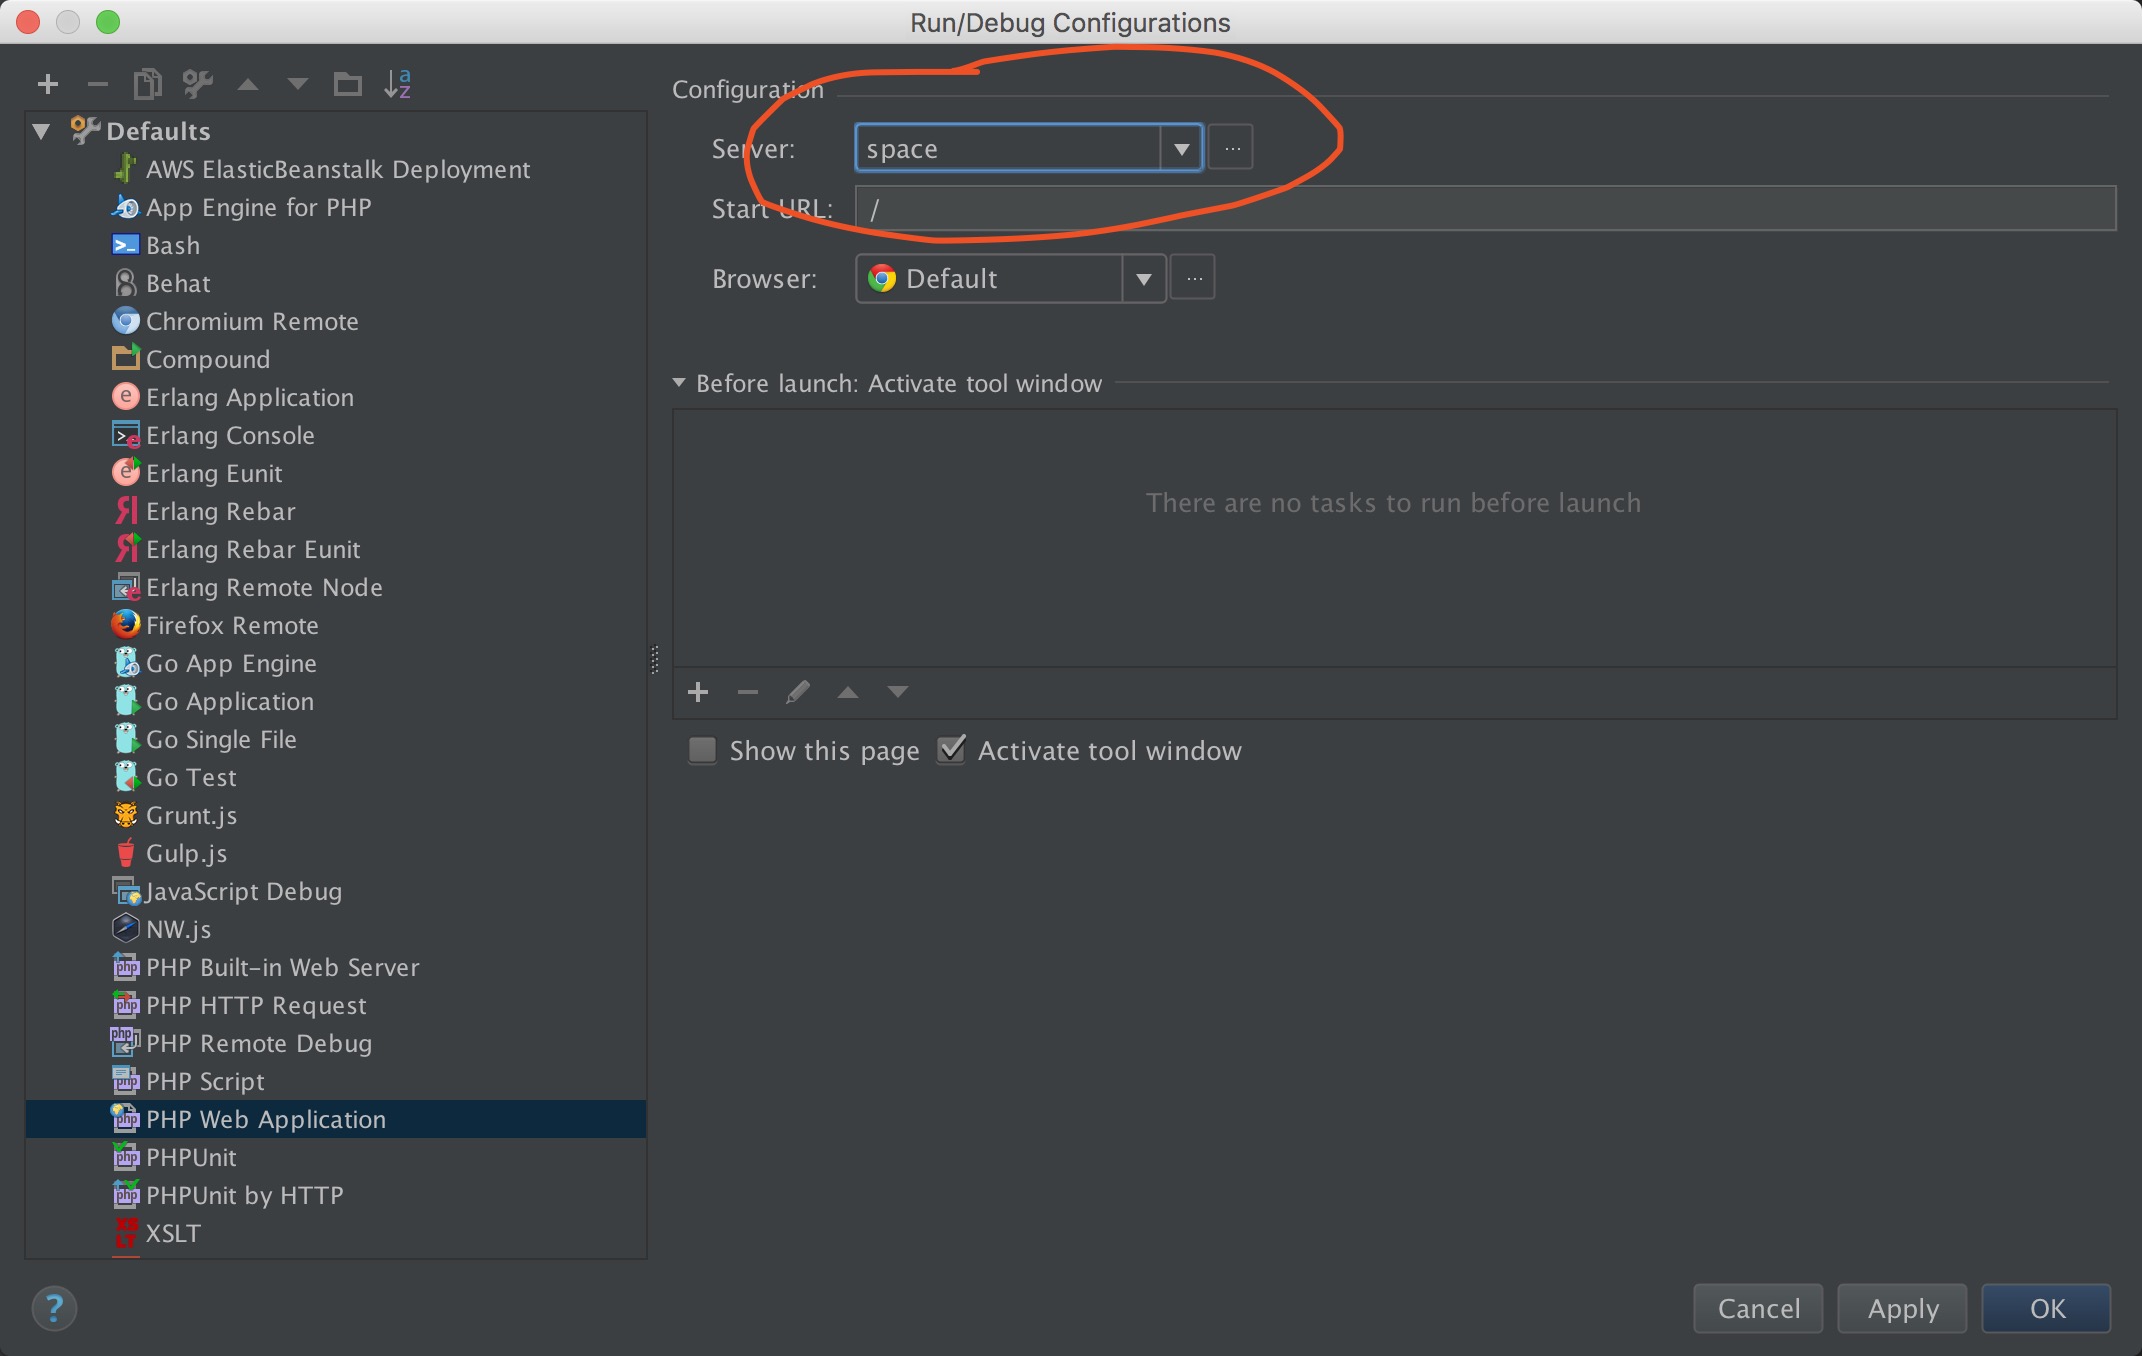 Run/Debug Configurations
Defaults
AWS ElasticBeanstalk Deployment
App Engine for PHP
Bash
Behat
Chromium Remote
Compound
Erlang Application
Erlang Console
Erlang Eunit
Erlang Rebar
Erlang Rebar Eunit
Erlang Remote Node
Firefox Remote
Go App Engine
Go Application
Go Single File
Go Test
Grunt.js
Gulp.js
JavaScript Debug
NW.js
PHP Built-in Web Server
PHP HTTP Request
PHP Remote Debug
PHP Script
PHP Web Application
PHPUnit
PHPUnit by HTTP
XSLT
Configuration
Server: space ...
Start URL: /
Browser: Default ...
Before launch: Activate tool window
There are no tasks to run before launch
Show this page Activate tool window
? Cancel Apply OK